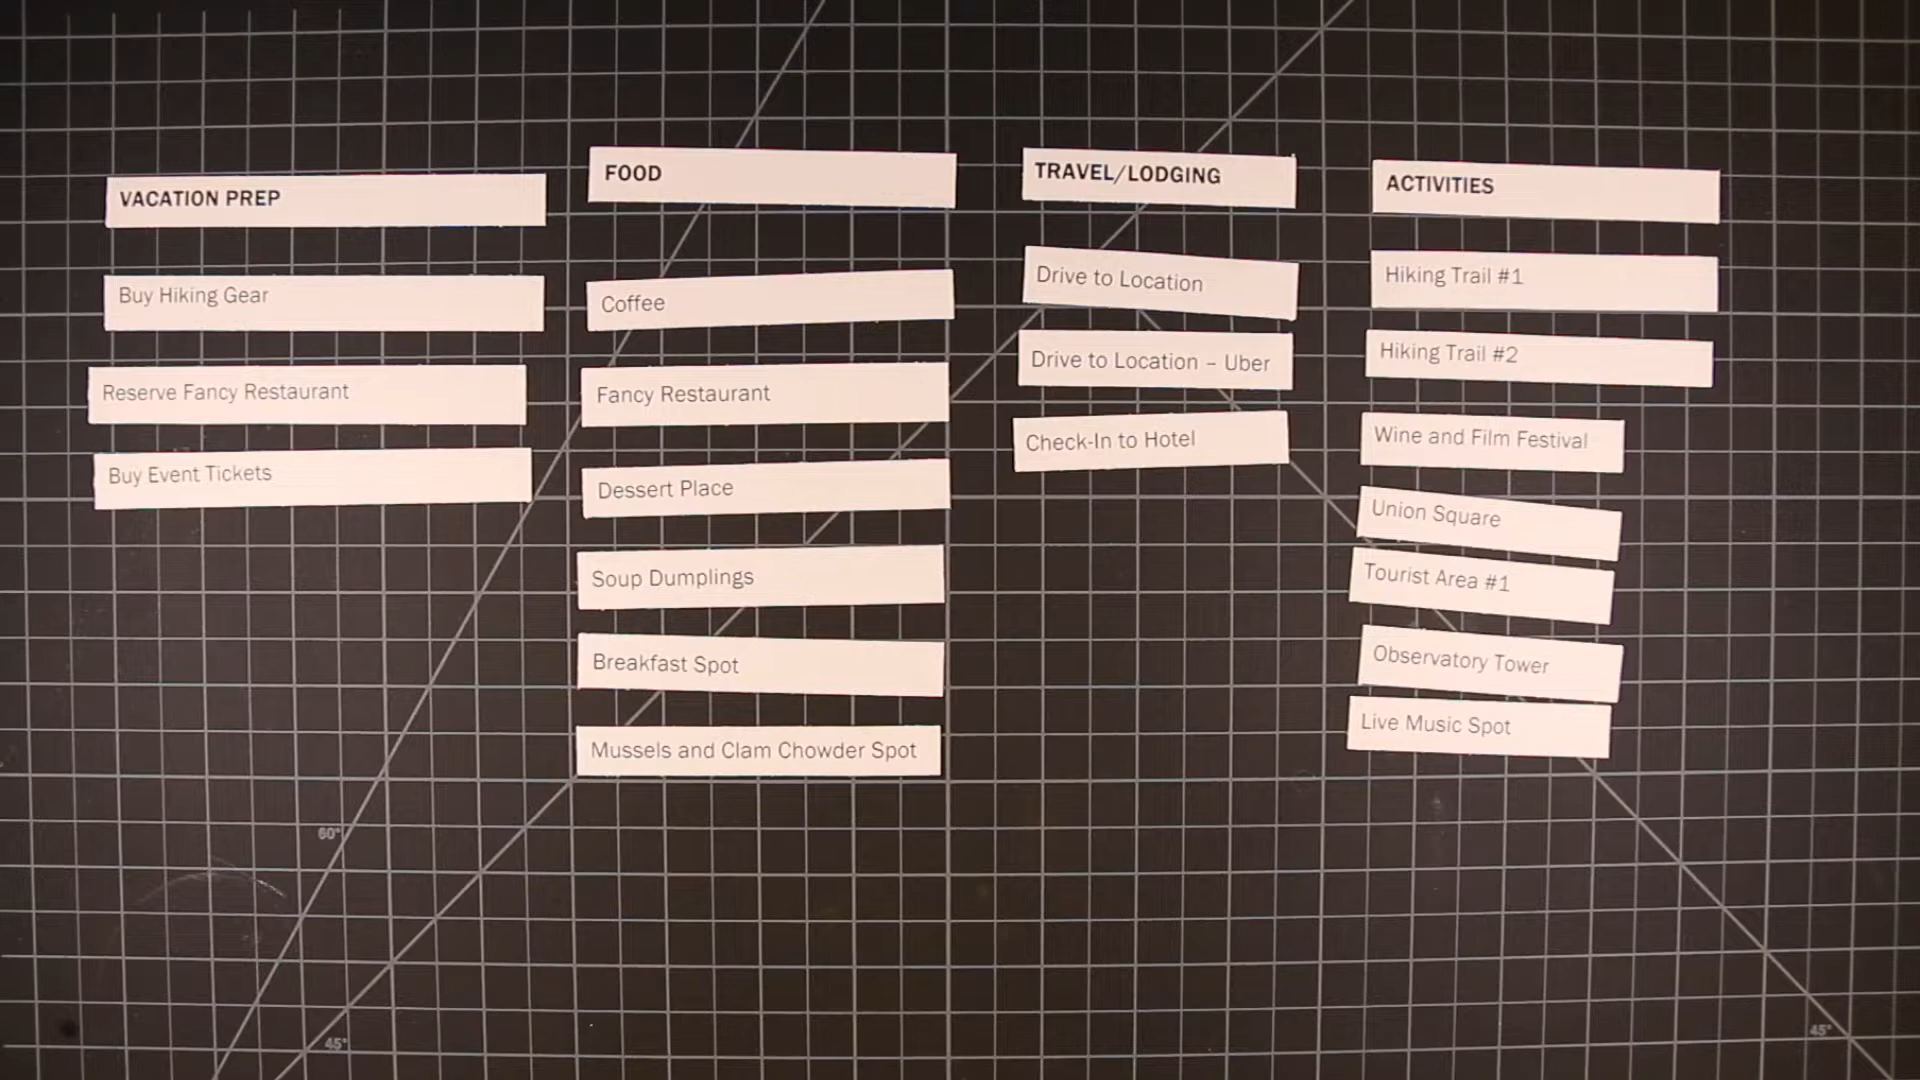 VACATION PREP
Buy Hiking Gear
Reserve Fancy Restaurant
Buy Event Tickets
FOOD
Coffee
Fancy Restaurant
Dessert Place
Soup Dumplings
Breakfast Spot
Mussels and Clam Chowder Spot
TRAVEL/LODGING
Drive to Location
Drive to Location – Uber
Check-In to Hotel
ACTIVITIES
Hiking Trail #1
Hiking Trail #2
Wine and Film Festival
Union Square
Tourist Area #1
Observatory Tower
Live Music Spot
60°
45°
45°